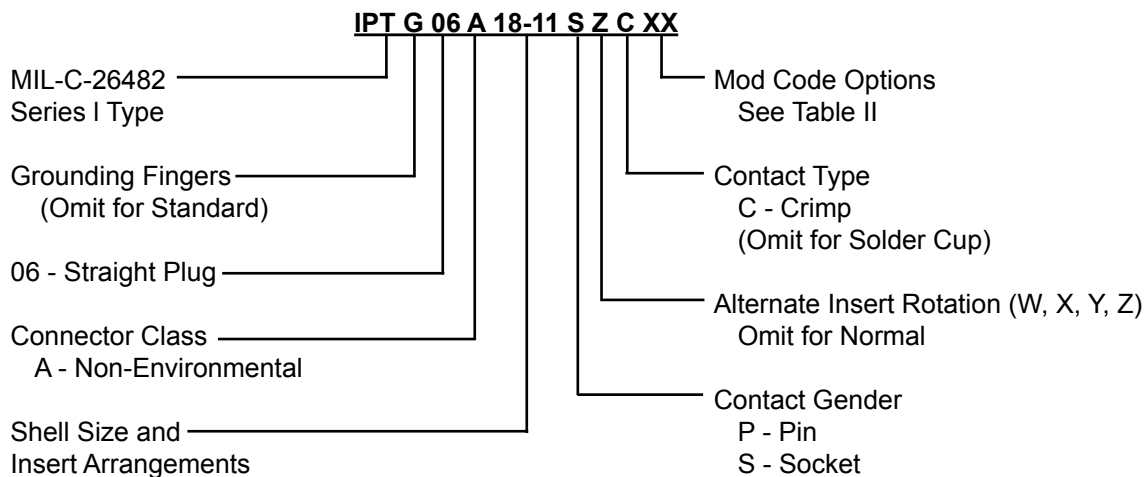 IPT G 06 A 18-11 S Z C XX
MIL-C-26482
Series I Type
Grounding Fingers
(Omit for Standard)
06 - Straight Plug
Connector Class
A - Non-Environmental
Shell Size and
Insert Arrangements
Mod Code Options
See Table II
Contact Type
C - Crimp
(Omit for Solder Cup)
Alternate Insert Rotation (W, X, Y, Z)
Omit for Normal
Contact Gender
P - Pin
S - Socket